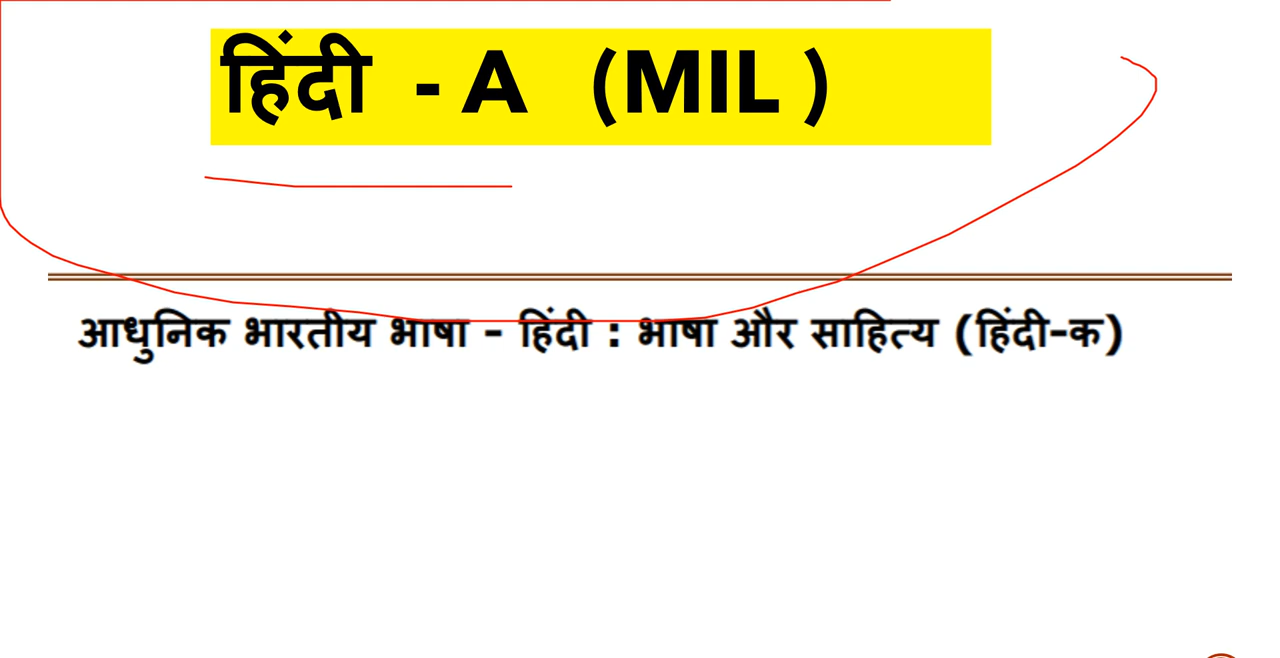 हिंदी - A (MIL )
आधुनिक भारतीय भाषा - हिंदी : भाषा और साहित्य (हिंदी-क)